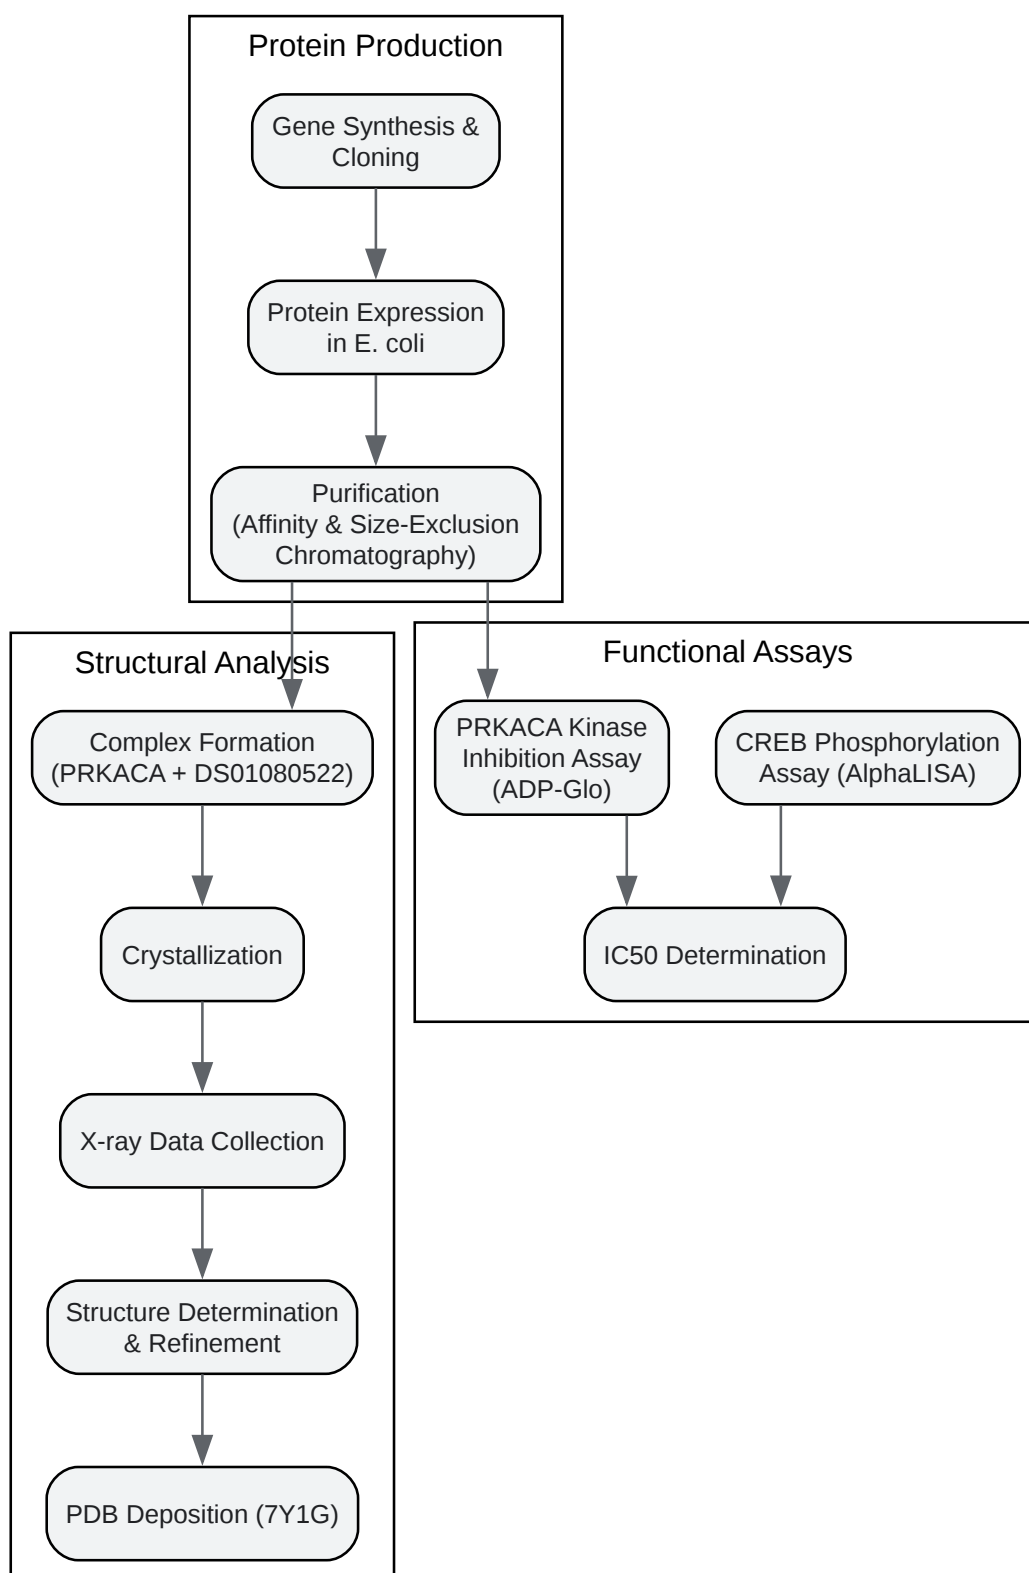 Protein Production
Gene Synthesis &
Cloning
Protein Expression
in E. coli
Purification
(Affinity & Size-Exclusion
Chromatography)
Structural Analysis
Complex Formation
(PRKACA + DS01080522)
Crystallization
X-ray Data Collection
Structure Determination
& Refinement
PDB Deposition (7Y1G)
Functional Assays
PRKACA Kinase
Inhibition Assay
(ADP-Glo)
CREB Phosphorylation
Assay (AlphaLISA)
IC50 Determination